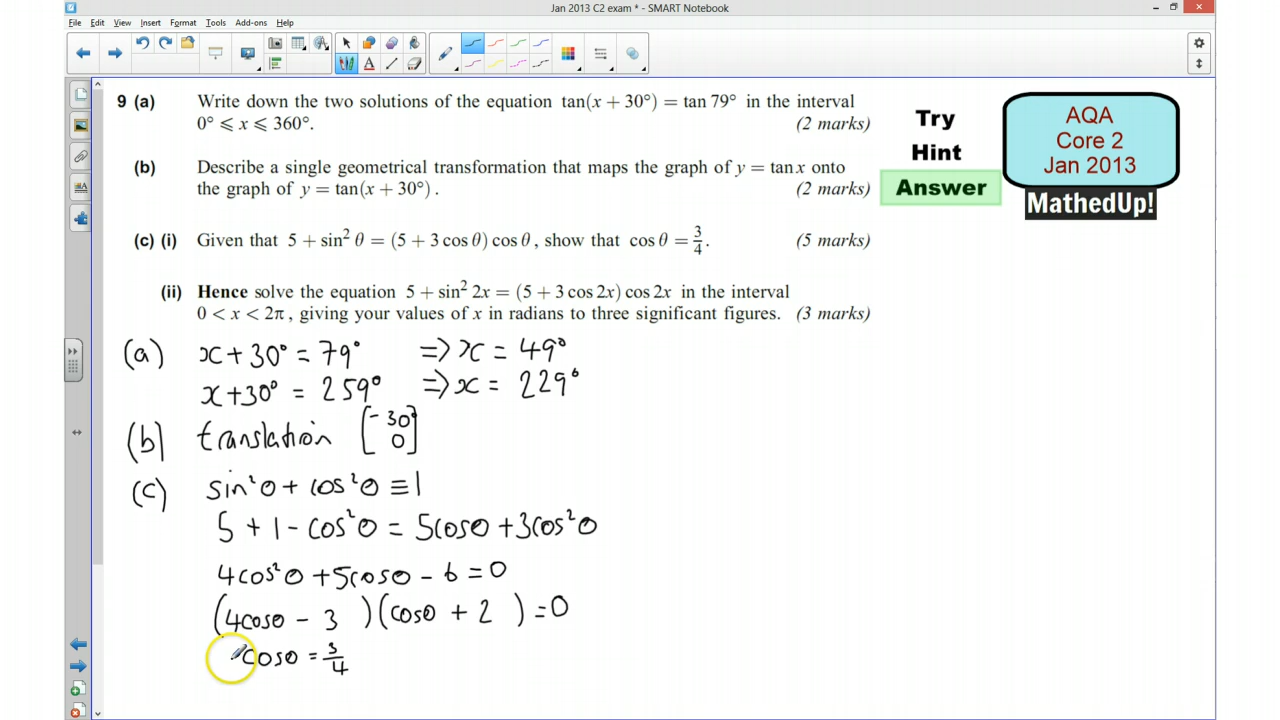 Jan 2013 C2 exam * - SMART Notebook
File Edit View Insert Format Tools Add-ons Help
9 (a) Write down the two solutions of the equation tan(x + 30°) = tan 79° in the interval
0° ⩽ x ⩽ 360°. (2 marks)
(b) Describe a single geometrical transformation that maps the graph of y = tan x onto
the graph of y = tan(x + 30°) . (2 marks)
(c) (i) Given that 5 + sin² θ = (5 + 3 cos θ) cos θ , show that cos θ = 3/4 . (5 marks)
(ii) Hence solve the equation 5 + sin² 2x = (5 + 3 cos 2x) cos 2x in the interval
0 < x < 2π , giving your values of x in radians to three significant figures. (3 marks)
Try
Hint
Answer
AQA
Core 2
Jan 2013
MathedUp!
(a) x + 30° = 79° => x = 49°
x + 30° = 259° => x = 229°
(b) translation [-30° 0]
(c) sin²θ + cos²θ ≡ 1
5 + 1 - cos²θ = 5cosθ + 3cos²θ
4cos²θ + 5cosθ - 6 = 0
(4cosθ - 3 )(cosθ + 2 ) = 0
cosθ = 3/4